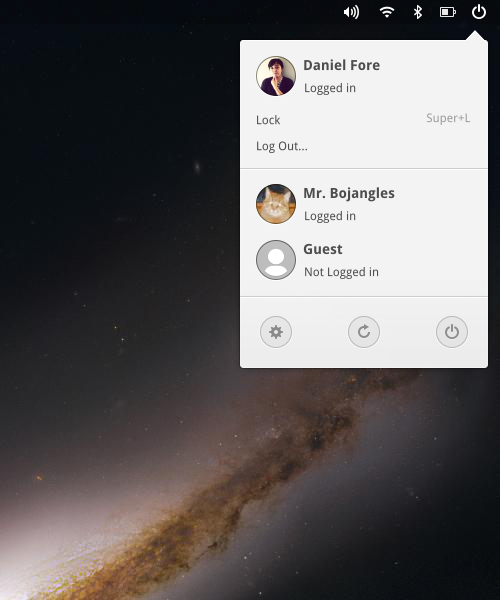 Daniel Fore
Logged in
Lock Super+L
Log Out...
Mr. Bojangles
Logged in
Guest
Not Logged in